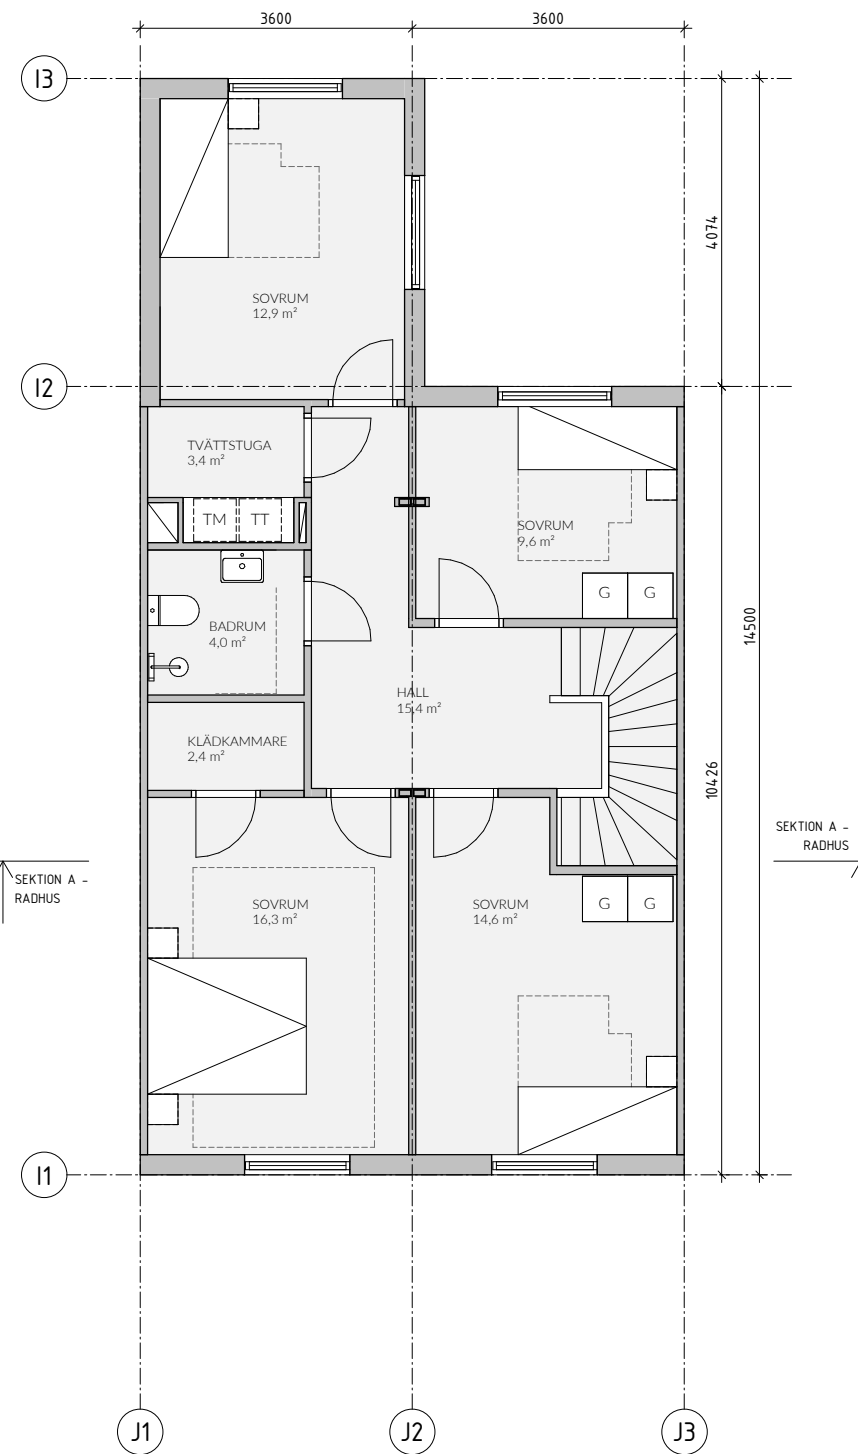 3600
3600
I3
4074
SOVRUM
12,9 m²
I2
TVÄTTSTUGA
3,4 m²
TM
TT
SOVRUM
9,6 m²
G
G
BADRUM
4,0 m²
14500
HALL
15,4 m²
KLÄDKAMMARE
2,4 m²
10426
SEKTION A -
RADHUS
SEKTION A -
RADHUS
SOVRUM
16,3 m²
SOVRUM
14,6 m²
G
G
I1
J1
J2
J3